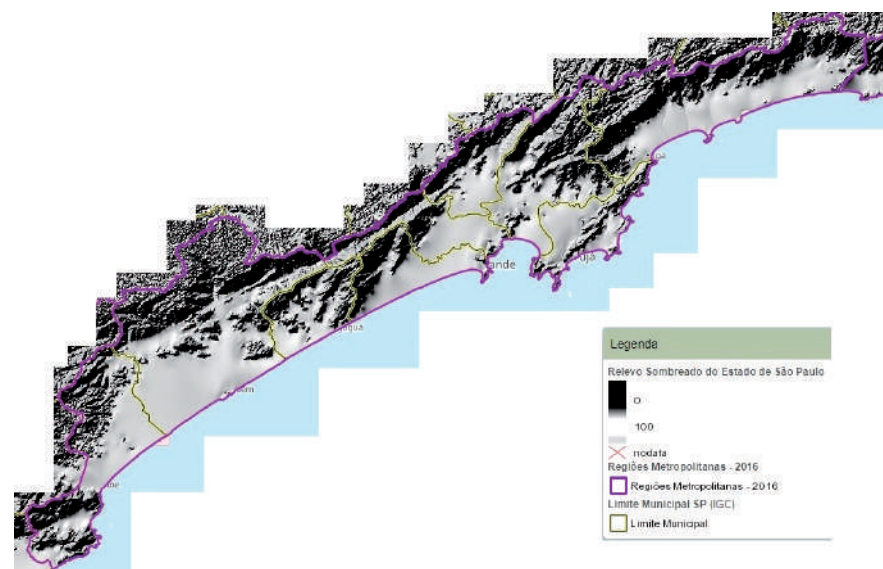 ande
Legenda
Relevo Sombreado do Estado de São Paulo
0
100
nodata
Regiões Metropolitanas - 2016
Regiões Metropolitanas - 2016
Limite Municipal SP (IGC)
Limite Municipal